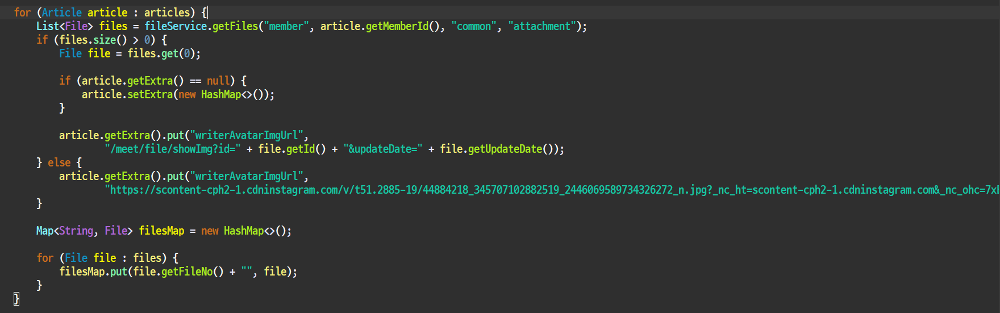 for (Article article : articles) {
List<File> files = fileService.getFiles("member", article.getMemberId(), "common", "attachment");
if (files.size() > 0) {
File file = files.get(0);
if (article.getExtra() == null) {
article.setExtra(new HashMap<>());
}
article.getExtra().put("writerAvatarImgUrl",
"/meet/file/showImg?id=" + file.getId() + "&updateDate=" + file.getUpdateDate());
} else {
article.getExtra().put("writerAvatarImgUrl",
"https://scontent-cph2-1.cdninstagram.com/v/t51.2885-19/44884218_345707102882519_2446069589734326272_n.jpg?_nc_ht=scontent-cph2-1.cdninstagram.com&_nc_ohc=7x
}
Map<String, File> filesMap = new HashMap<>();
for (File file : files) {
filesMap.put(file.getFileNo() + "", file);
}
}